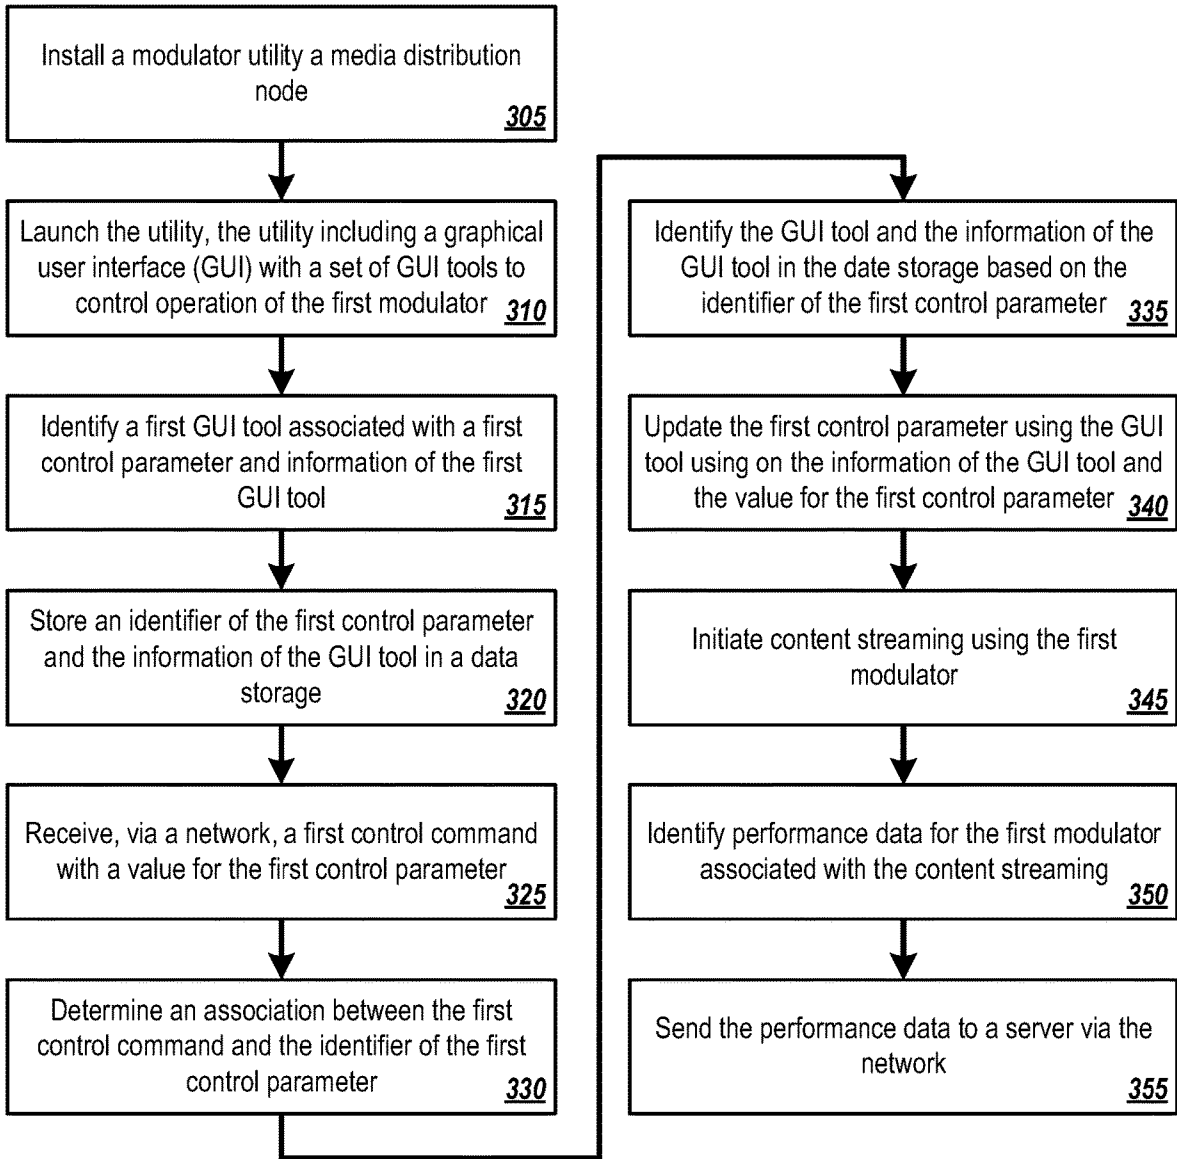 Install a modulator utility a media distribution
node
305
Launch the utility, the utility including a graphical
user interface (GUI) with a set of GUI tools to
control operation of the first modulator
310
Identify a first GUI tool associated with a first
control parameter and information of the first
GUI tool
315
Store an identifier of the first control parameter
and the information of the GUI tool in a data
storage
320
Receive, via a network, a first control command
with a value for the first control parameter
325
Determine an association between the first
control command and the identifier of the first
control parameter
330
Identify the GUI tool and the information of the
GUI tool in the date storage based on the
identifier of the first control parameter
335
Update the first control parameter using the GUI
tool using on the information of the GUI tool and
the value for the first control parameter
340
Initiate content streaming using the first
modulator
345
Identify performance data for the first modulator
associated with the content streaming
350
Send the performance data to a server via the
network
355